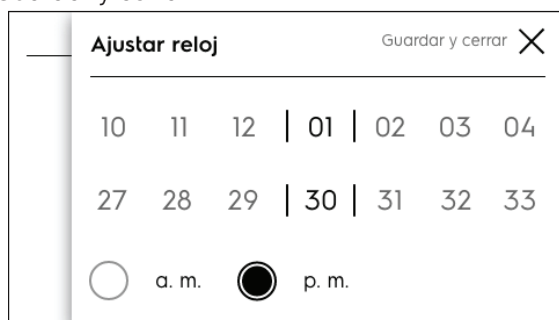 Ajustar reloj
Guardar y cerrar
10 11 12 01 02 03 04
27 28 29 30 31 32 33
a. m. p. m.